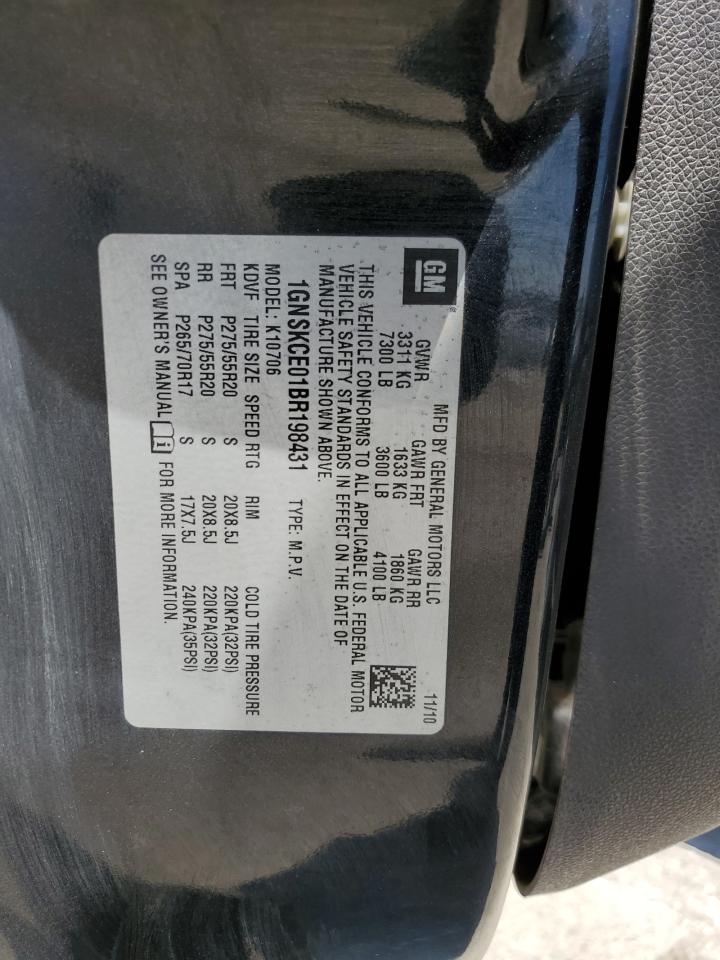 GM
MFD BY GENERAL MOTORS LLC 11/10
GVWR GAWR FRT GAWR RR
3311 KG 1633 KG 1860 KG
7300 LB 3600 LB 4100 LB
THIS VEHICLE CONFORMS TO ALL APPLICABLE U.S. FEDERAL MOTOR
VEHICLE SAFETY STANDARDS IN EFFECT ON THE DATE OF
MANUFACTURE SHOWN ABOVE.
1GNSKCE01BR198431 TYPE: M.P.V.
MODEL: K10706
KDVF TIRE SIZE SPEED RTG RIM COLD TIRE PRESSURE
FRT P275/55R20 S 20X8.5J 220KPA(32PSI)
RR P275/55R20 S 20X8.5J 220KPA(32PSI)
SPA P265/70R17 S 17X7.5J 240KPA(35PSI)
SEE OWNER'S MANUAL i FOR MORE INFORMATION.